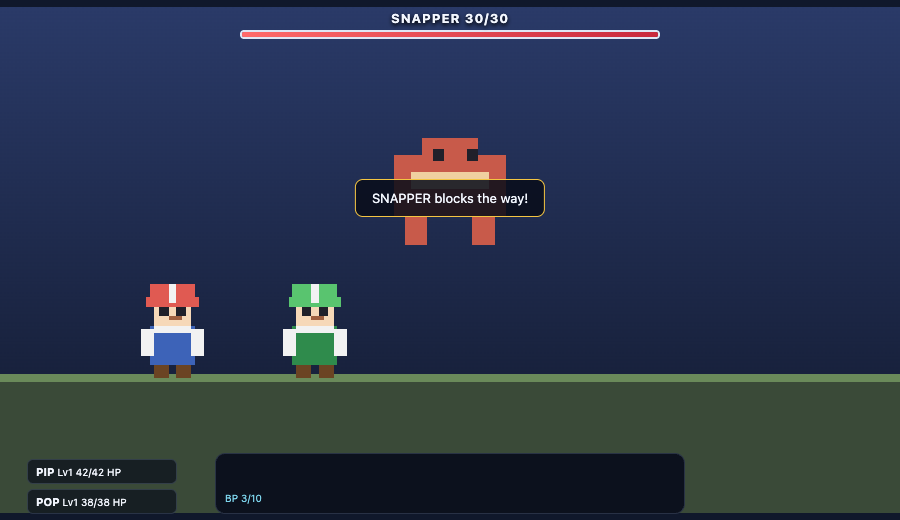 SNAPPER 30/30
SNAPPER blocks the way!
PIP Lv1 42/42 HP
POP Lv1 38/38 HP
BP 3/10